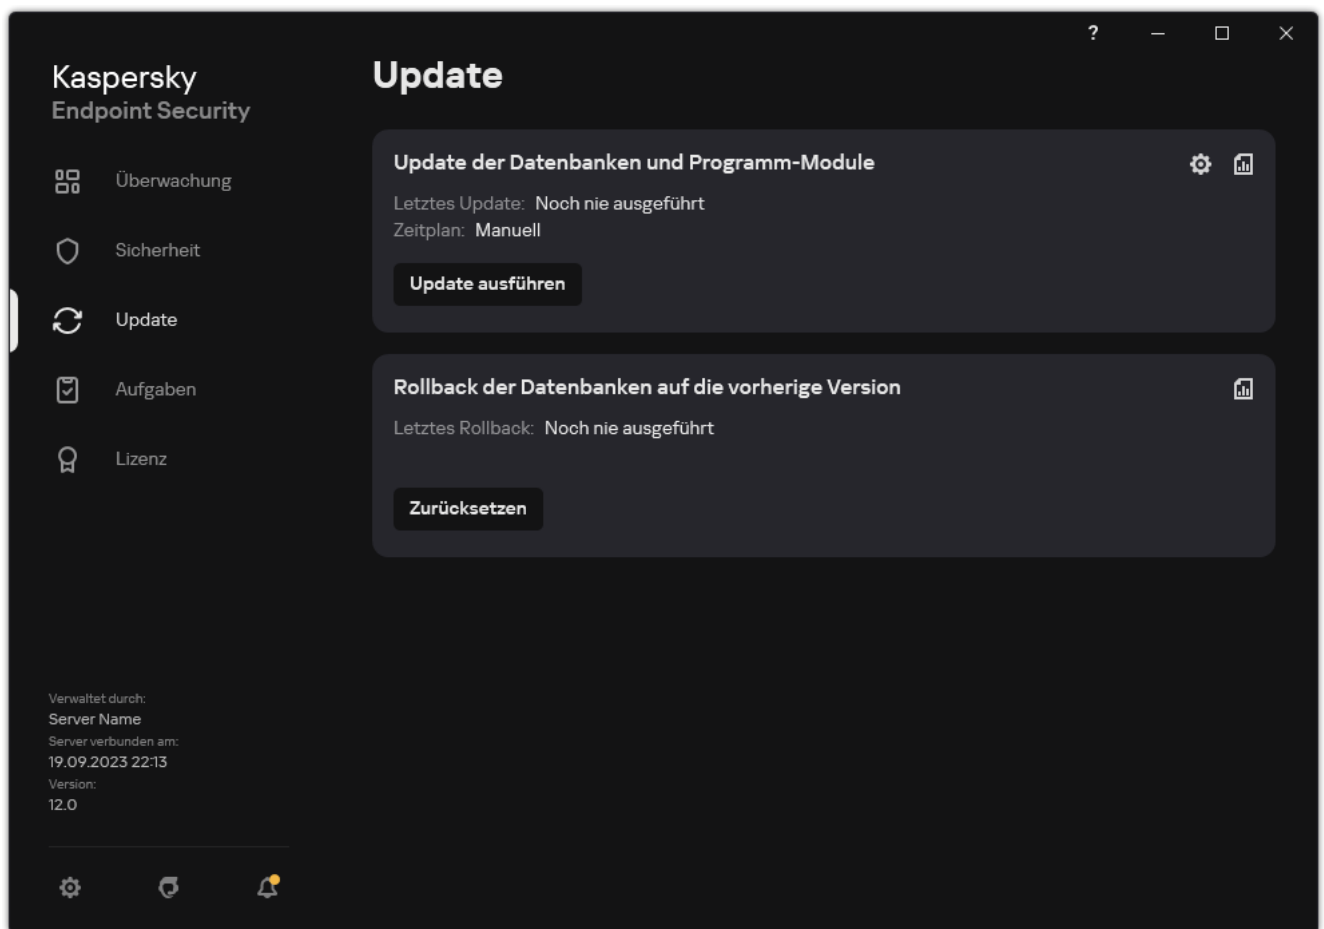 ?
Kaspersky
Endpoint Security
Überwachung
Sicherheit
Update
Aufgaben
Lizenz
Verwaltet durch:
Server Name
Server verbunden am:
19.09.2023 22:13
Version:
12.0
Update
Update der Datenbanken und Programm-Module
Letztes Update: Noch nie ausgeführt
Zeitplan: Manuell
Update ausführen
Rollback der Datenbanken auf die vorherige Version
Letztes Rollback: Noch nie ausgeführt
Zurücksetzen